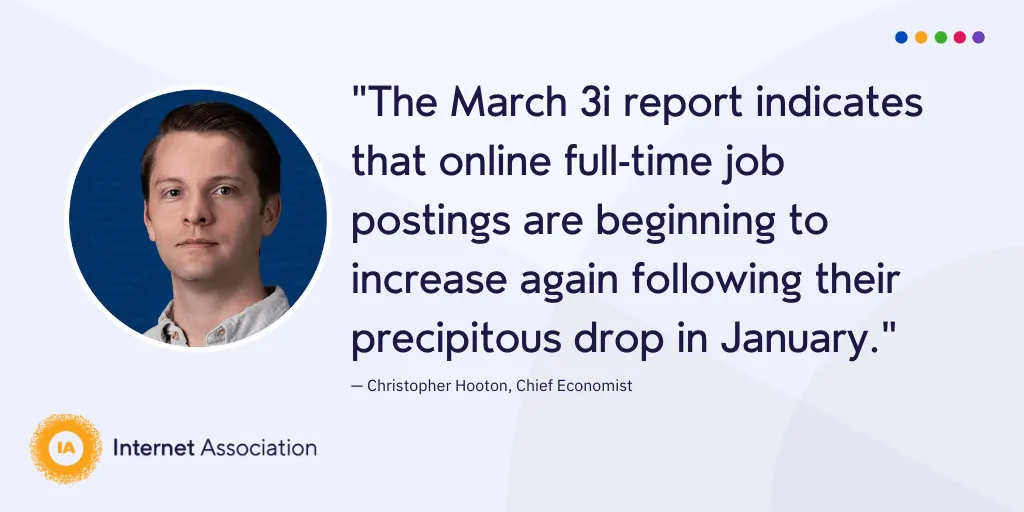 "The March 3i report indicates
that online full-time job
postings are beginning to
increase again following their
precipitous drop in January."
— Christopher Hooton, Chief Economist
IA
Internet Association